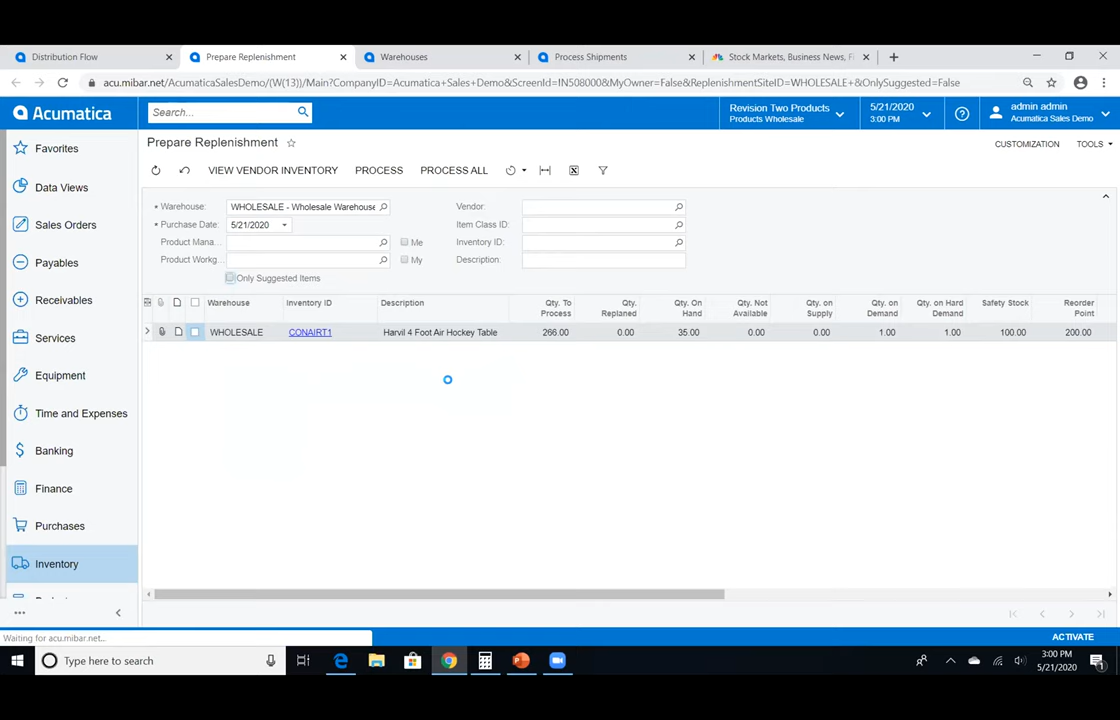 Distribution Flow
Prepare Replenishment
Warehouses
Process Shipments
Stock Markets, Business News, Fi
acu.mibar.net/AcumaticaSalesDemo/(W(13))/Main?CompanyID=Acumatica+Sales+Demo&ScreenId=IN508000&MyOwner=False&ReplenishmentSiteID=WHOLESALE+&OnlySuggested=False
Acumatica
Search...
Revision Two Products
Products Wholesale
5/21/2020
3:00 PM
admin admin
Acumatica Sales Demo
Favorites
Data Views
Sales Orders
Payables
Receivables
Services
Equipment
Time and Expenses
Banking
Finance
Purchases
Inventory
Prepare Replenishment
CUSTOMIZATION
TOOLS
VIEW VENDOR INVENTORY
PROCESS
PROCESS ALL
* Warehouse:
WHOLESALE - Wholesale Warehouse
Vendor:
* Purchase Date:
5/21/2020
Item Class ID:
Product Mana...
Me
Inventory ID:
Product Workg...
My
Description:
Only Suggested Items
Warehouse
Inventory ID
Description
Qty. To Process
Qty. Replaned
Qty. On Hand
Qty. Not Available
Qty. on Supply
Qty. on Demand
Qty. on Hard Demand
Safety Stock
Reorder Point
WHOLESALE
CONAIRT1
Harvil 4 Foot Air Hockey Table
266.00
0.00
35.00
0.00
0.00
1.00
1.00
100.00
200.00
Waiting for acu.mibar.net...
ACTIVATE
Type here to search
3:00 PM
5/21/2020
1